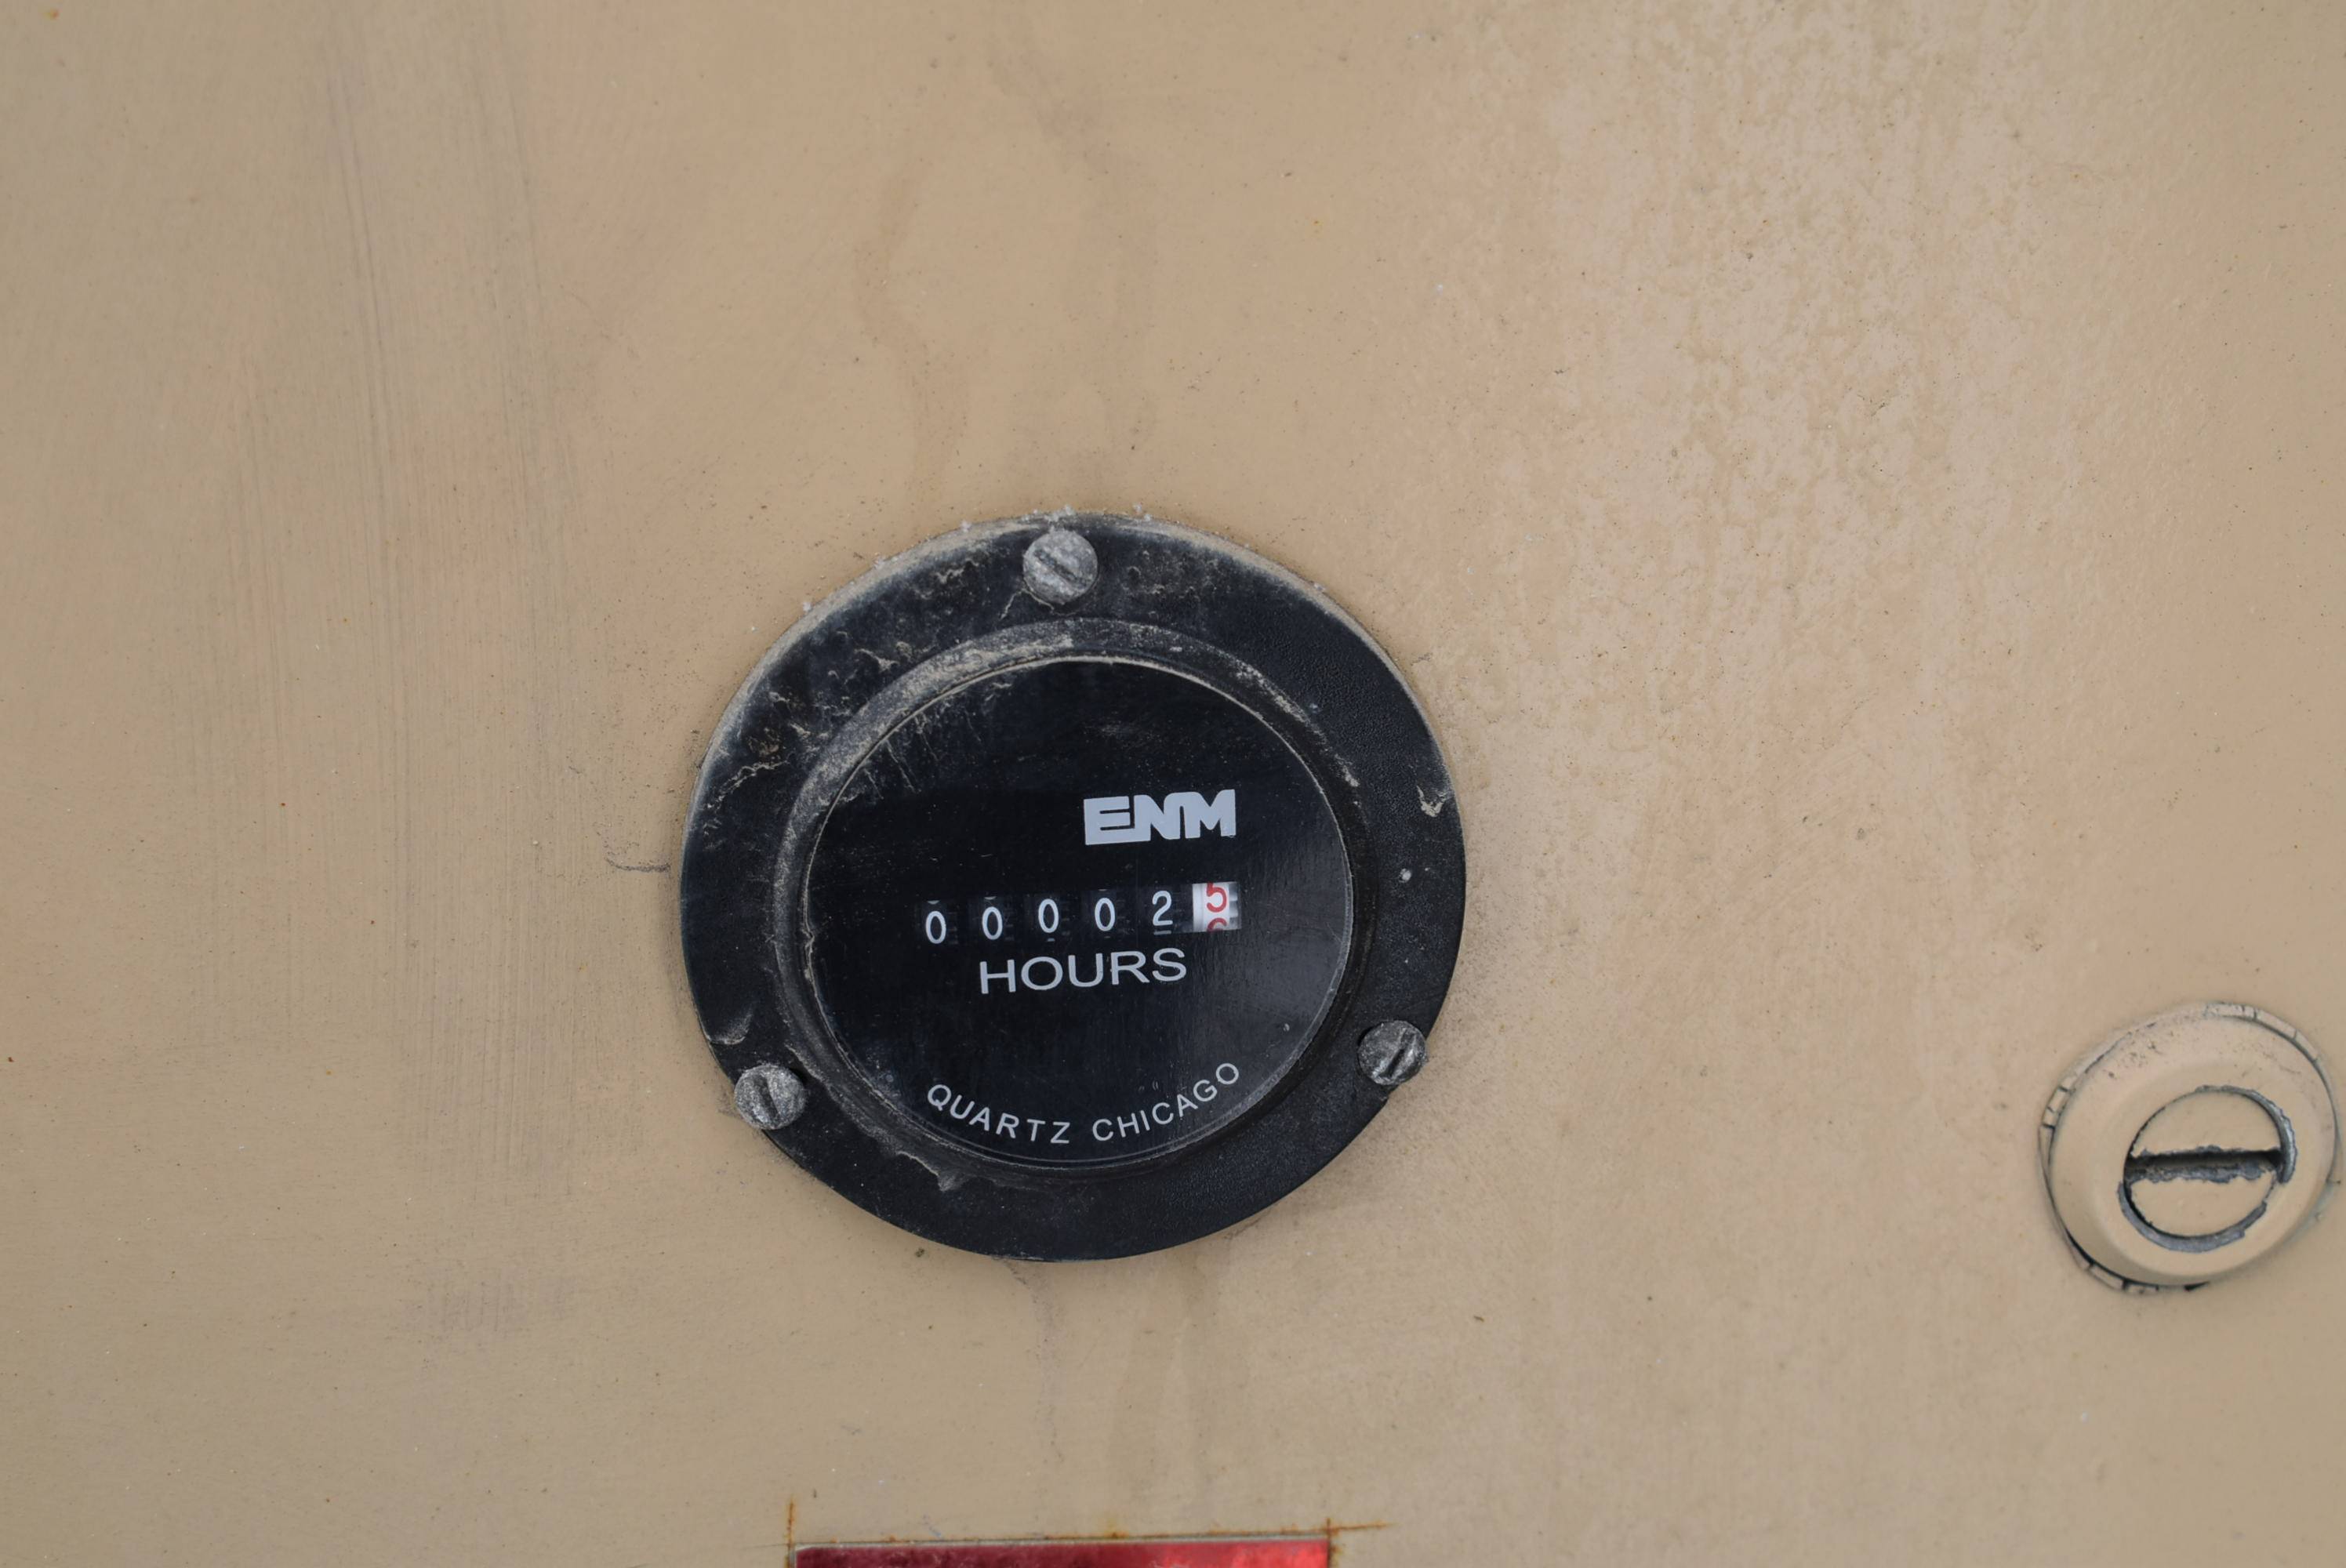 ENM
000025
HOURS
QUARTZ CHICAGO